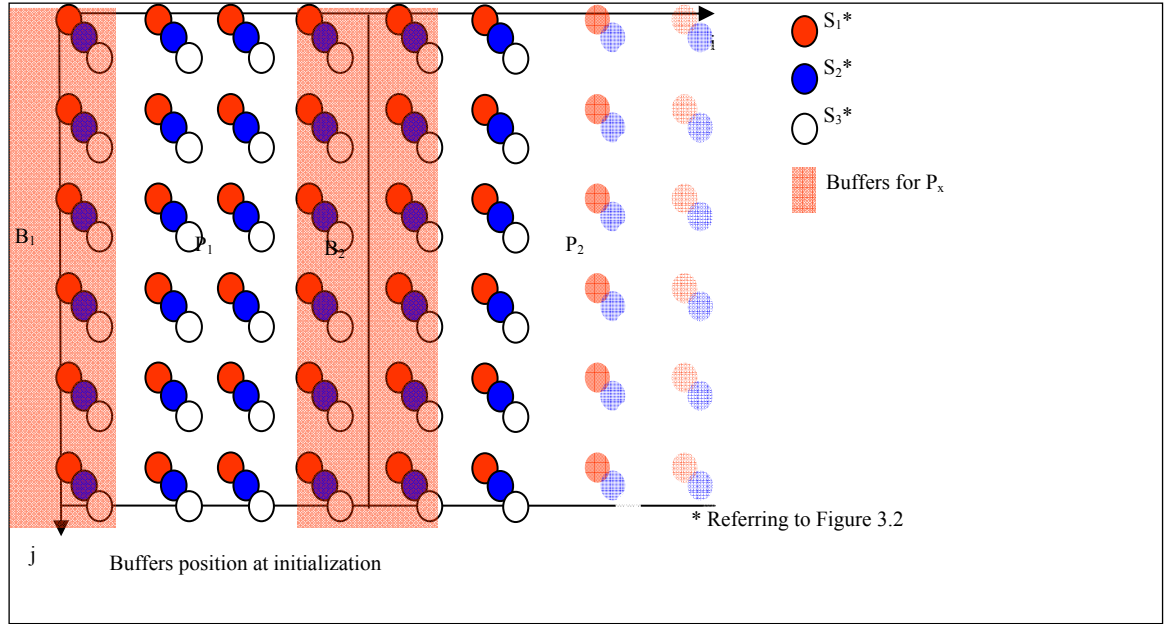 i
S₁*
S₂*
S₃*
Buffers for Pₓ
B₁
P₁
B₂
P₂
* Referring to Figure 3.2
j
Buffers position at initialization